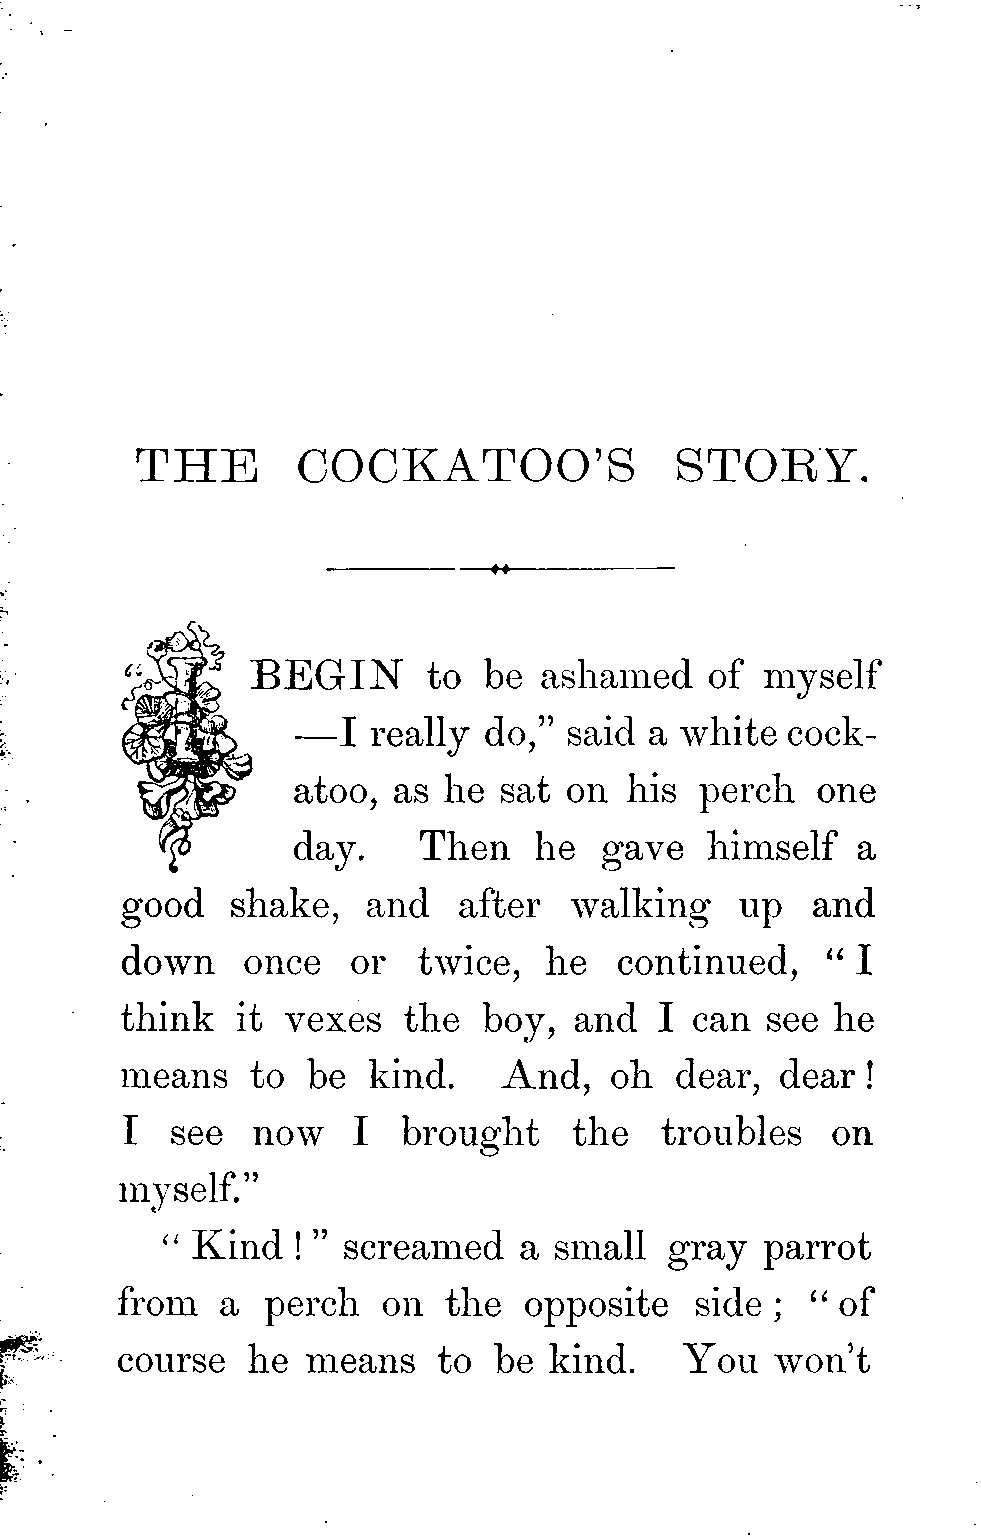 THE COCKATOO'S STORY.
"I BEGIN to be ashamed of myself
—I really do," said a white cock-
atoo, as he sat on his perch one
day. Then he gave himself a
good shake, and after walking up and
down once or twice, he continued, "I
think it vexes the boy, and I can see he
means to be kind. And, oh dear, dear!
I see now I brought the troubles on
myself."
"Kind!" screamed a small gray parrot
from a perch on the opposite side; "of
course he means to be kind. You won't